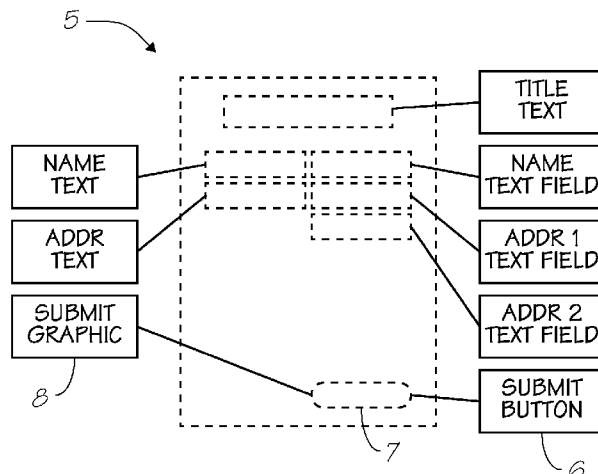 5
TITLE
TEXT
NAME
TEXT
NAME
TEXT FIELD
ADDR
TEXT
ADDR 1
TEXT FIELD
SUBMIT
GRAPHIC
ADDR 2
TEXT FIELD
SUBMIT
BUTTON
8
7
6